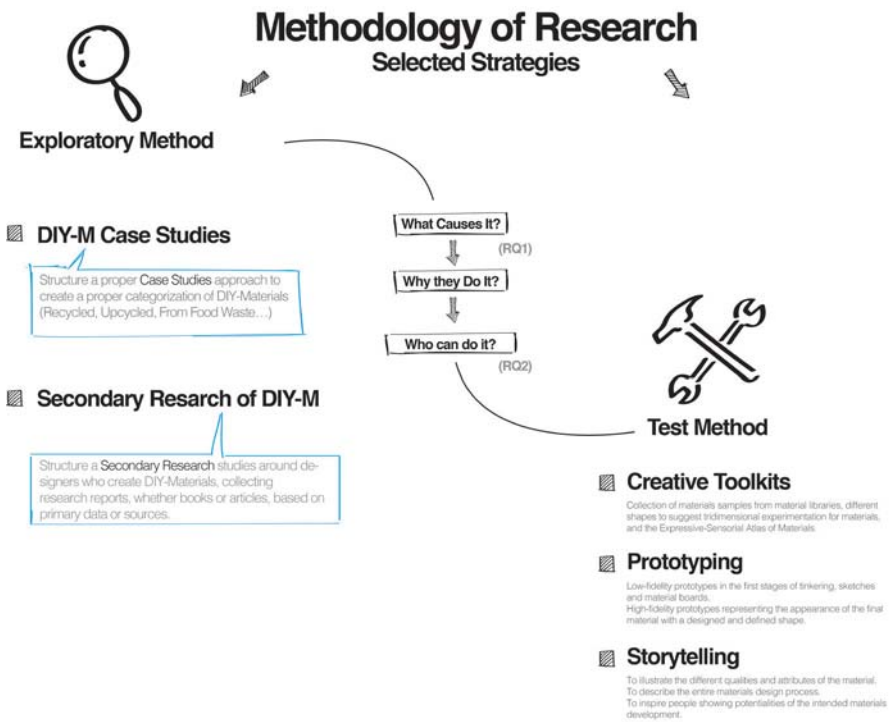 Methodology of Research
Selected Strategies
Exploratory Method
DIY-M Case Studies
Structure a proper Case Studies approach to
create a proper categorization of DIY-Materials
(Recycled, Upcycled, From Food Waste...)
Secondary Resarch of DIY-M
Structure a Secondary Research studies around de-
signers who create DIY-Materials, collecting
research reports, whether books or articles, based on
primary data or sources.
What Causes It?
(RQ1)
Why they Do It?
Who can do it?
(RQ2)
Test Method
Creative Toolkits
Collection of materials samples from material libraries, different
shapes to suggest tridimensional experimentation for materials,
and the Expressive-Sensorial Atlas of Materials
Prototyping
Low-fidelity prototypes in the first stages of tinkering, sketches
and material boards.
High-fidelity prototypes representing the appearance of the final
material with a designed and defined shape.
Storytelling
To illustrate the different qualities and attributes of the material.
To describe the entire materials design process.
To inspire people showing potentialities of the intended materials
development.